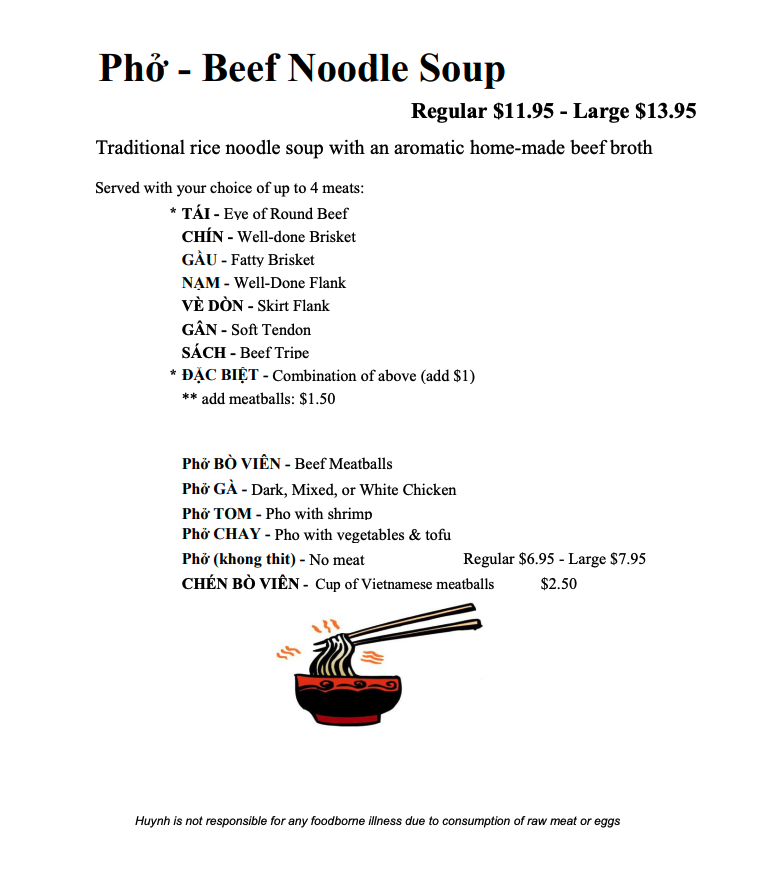 Phở - Beef Noodle Soup
Regular $11.95 - Large $13.95
Traditional rice noodle soup with an aromatic home-made beef broth
Served with your choice of up to 4 meats:
* TÁI - Eye of Round Beef
CHÍN - Well-done Brisket
GÀU - Fatty Brisket
NẠM - Well-Done Flank
VÈ DÒN - Skirt Flank
GÂN - Soft Tendon
SÁCH - Beef Tripe
* ĐẶC BIỆT - Combination of above (add $1)
** add meatballs: $1.50
Phở BÒ VIÊN - Beef Meatballs
Phở GÀ - Dark, Mixed, or White Chicken
Phở TOM - Pho with shrimp
Phở CHAY - Pho with vegetables & tofu
Phở (khong thit) - No meat Regular $6.95 - Large $7.95
CHÉN BÒ VIÊN - Cup of Vietnamese meatballs $2.50
Huynh is not responsible for any foodborne illness due to consumption of raw meat or eggs